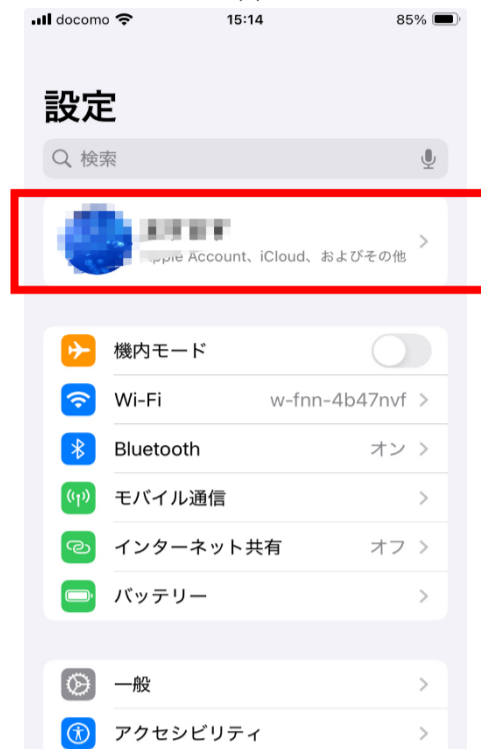 docomo 15:14 85%
設定
検索
Apple Account、iCloud、およびその他
機内モード
Wi-Fi w-fnn-4b47nvf
Bluetooth オン
モバイル通信
インターネット共有 オフ
バッテリー
一般
アクセシビリティ